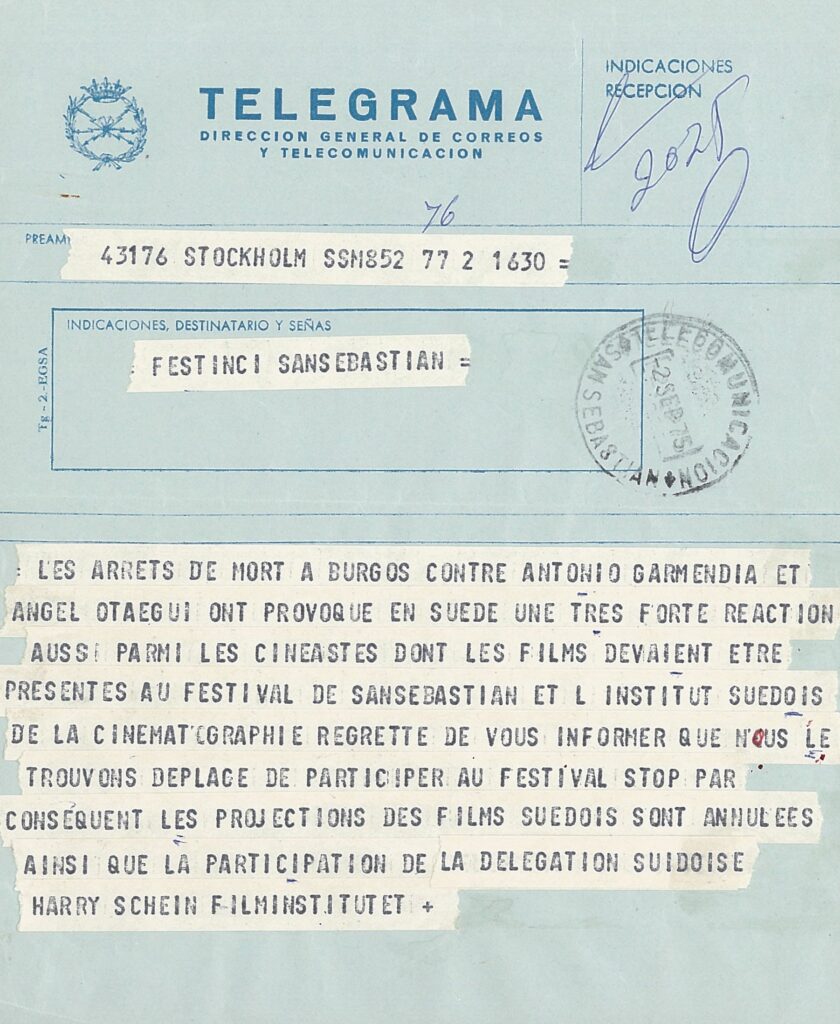 TELEGRAMA
DIRECCION GENERAL DE CORREOS
Y TELECOMUNICACION
INDICACIONES
RECEPCION
76
PREAM
43176 STOCKHOLM SSM852 77 2 1630 =
INDICACIONES, DESTINATARIO Y SEÑAS
FESTINCI SANSEBASTIAN =
Tg - 2.-EGSA
TELECOMUNICACION
SAN SEBASTIAN
-2 SEP 75
: LES ARRETS DE MORT A BURGOS CONTRE ANTONIO GARMENDIA ET
ANGEL OTAEGUI ONT PROVOQUE EN SUEDE UNE TRES FORTE REACTION
AUSSI PARMI LES CINEASTES DONT LES FILMS DEVAIENT ETRE
PRESENTES AU FESTIVAL DE SANSEBASTIAN ET L INSTITUT SUEDOIS
DE LA CINEMATOGRAPHIE REGRETTE DE VOUS INFORMER QUE NOUS LE
TROUVONS DEPLACE DE PARTICIPER AU FESTIVAL STOP PAR
CONSEQUENT LES PROJECTIONS DES FILMS SUEDOIS SONT ANNULEES
AINSI QUE LA PARTICIPATION DE LA DELEGATION SUIDOISE
HARRY SCHEIN FILMINSTITUTET +